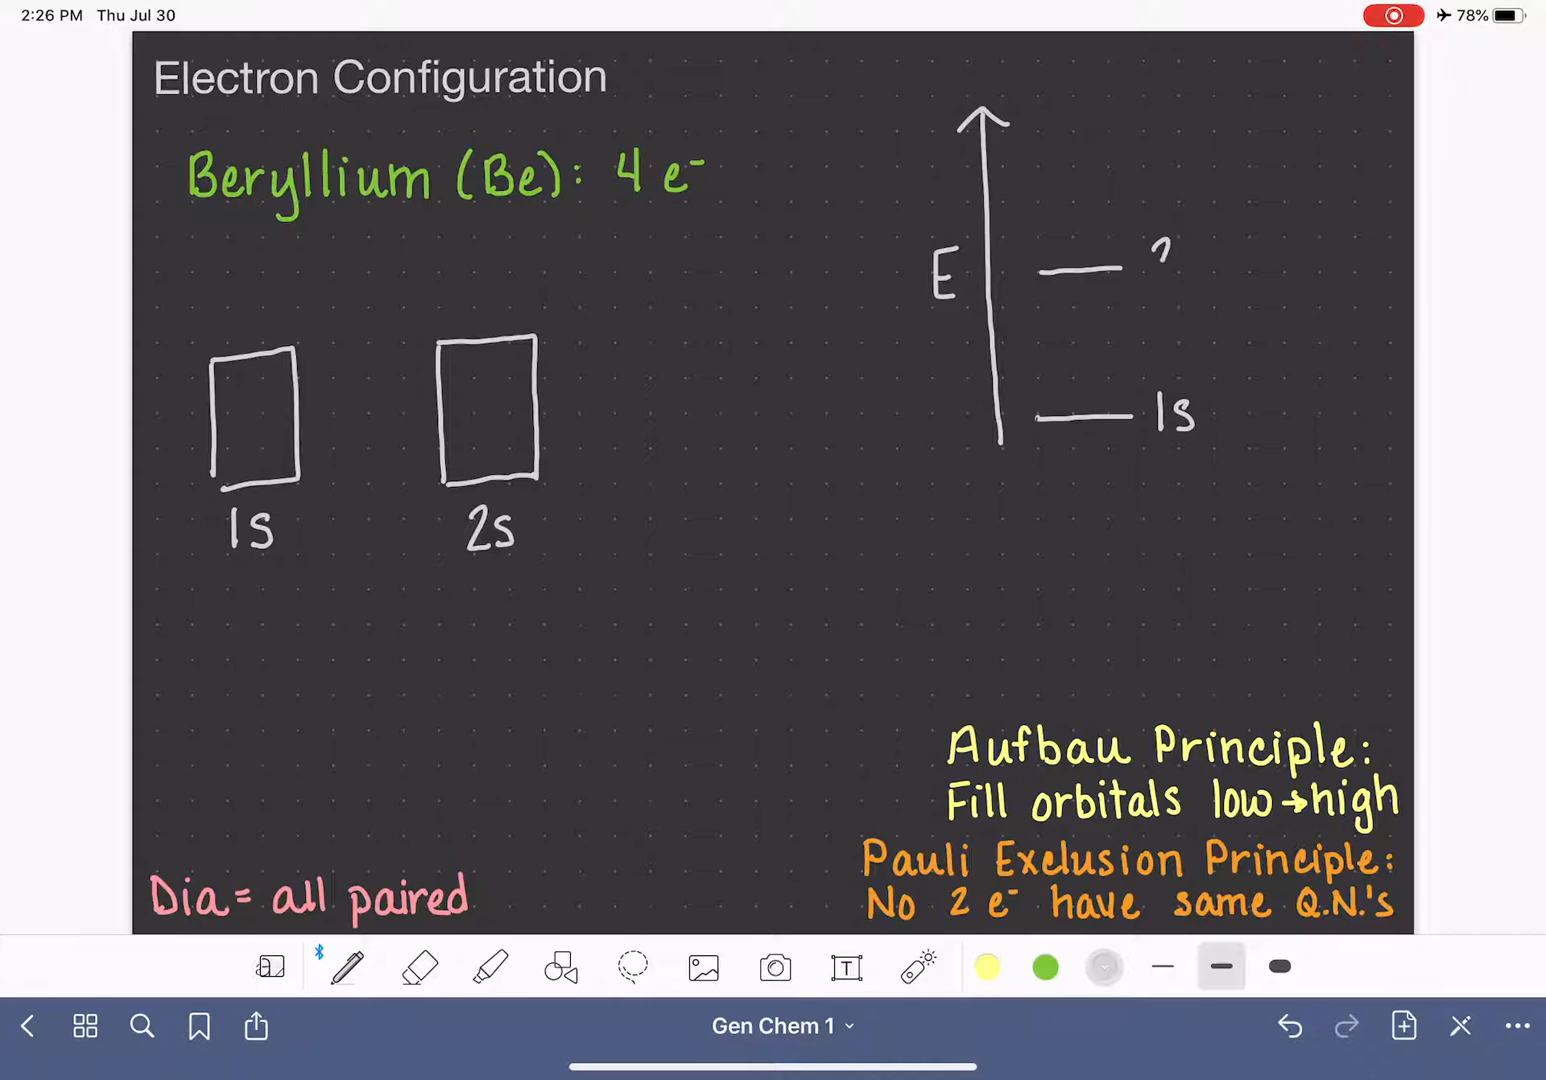 2:26 PM Thu Jul 30
78%
Electron Configuration
Beryllium (Be): 4 e⁻
E
1s
1s
2s
Aufbau Principle:
Fill orbitals low→high
Pauli Exclusion Principle:
No 2 e⁻ have same Q.N.'s
Dia = all paired
Gen Chem 1